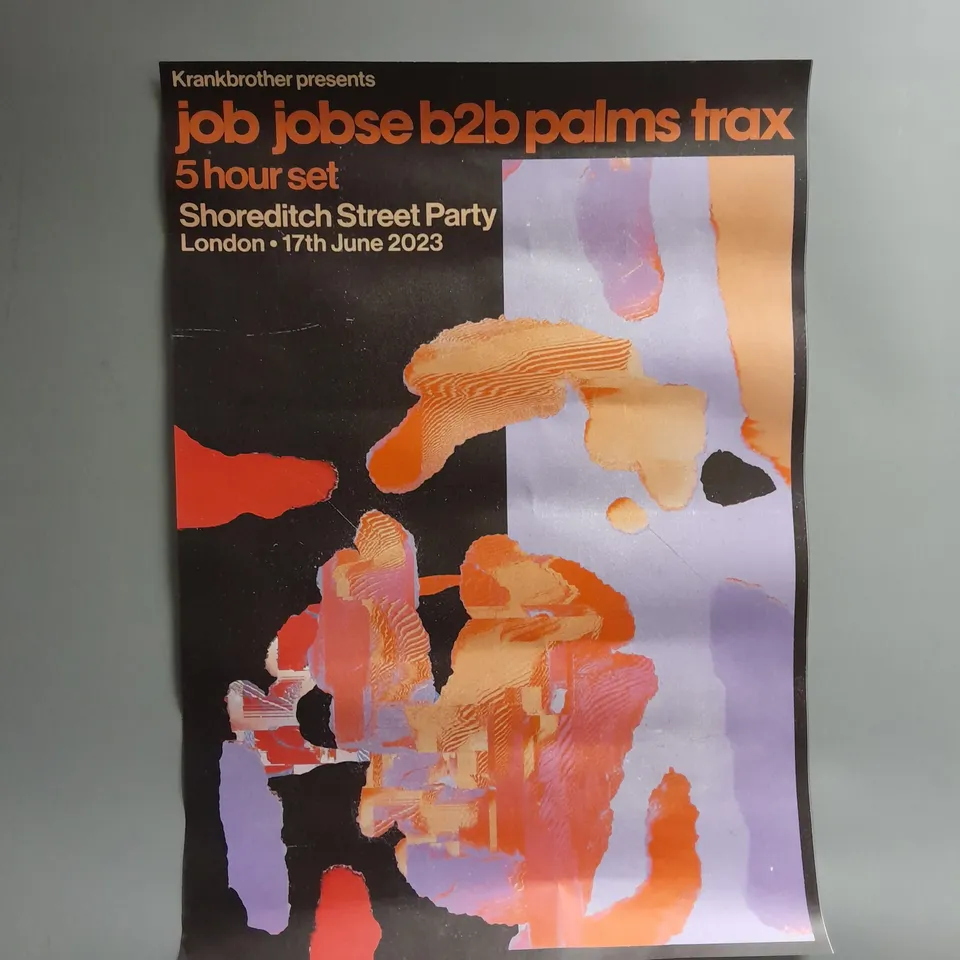 Krankbrother presents
job jobse b2b palms trax
5 hour set
Shoreditch Street Party
London • 17th June 2023